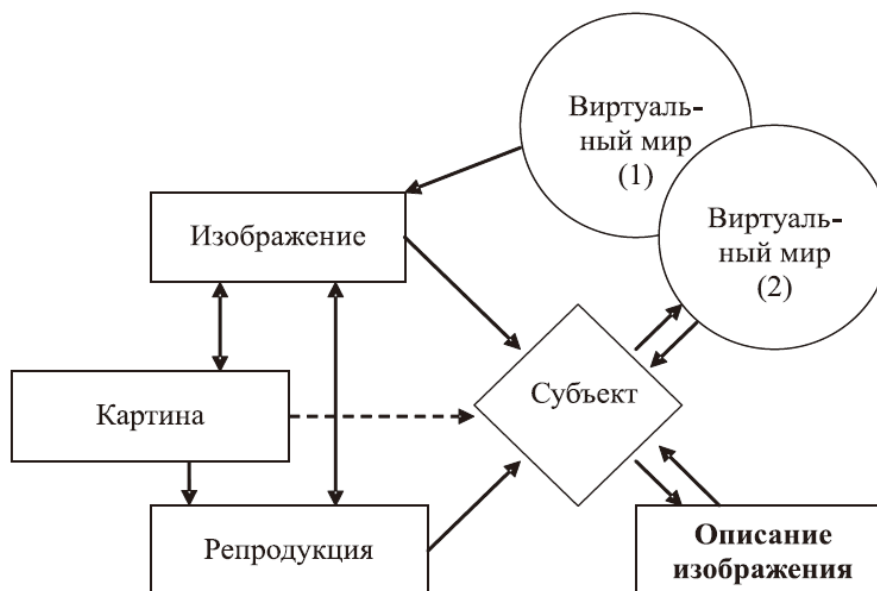 Виртуаль-
ный мир
(1)
Виртуаль-
ный мир
(2)
Изображение
Субъект
Картина
Репродукция
Описание
изображения